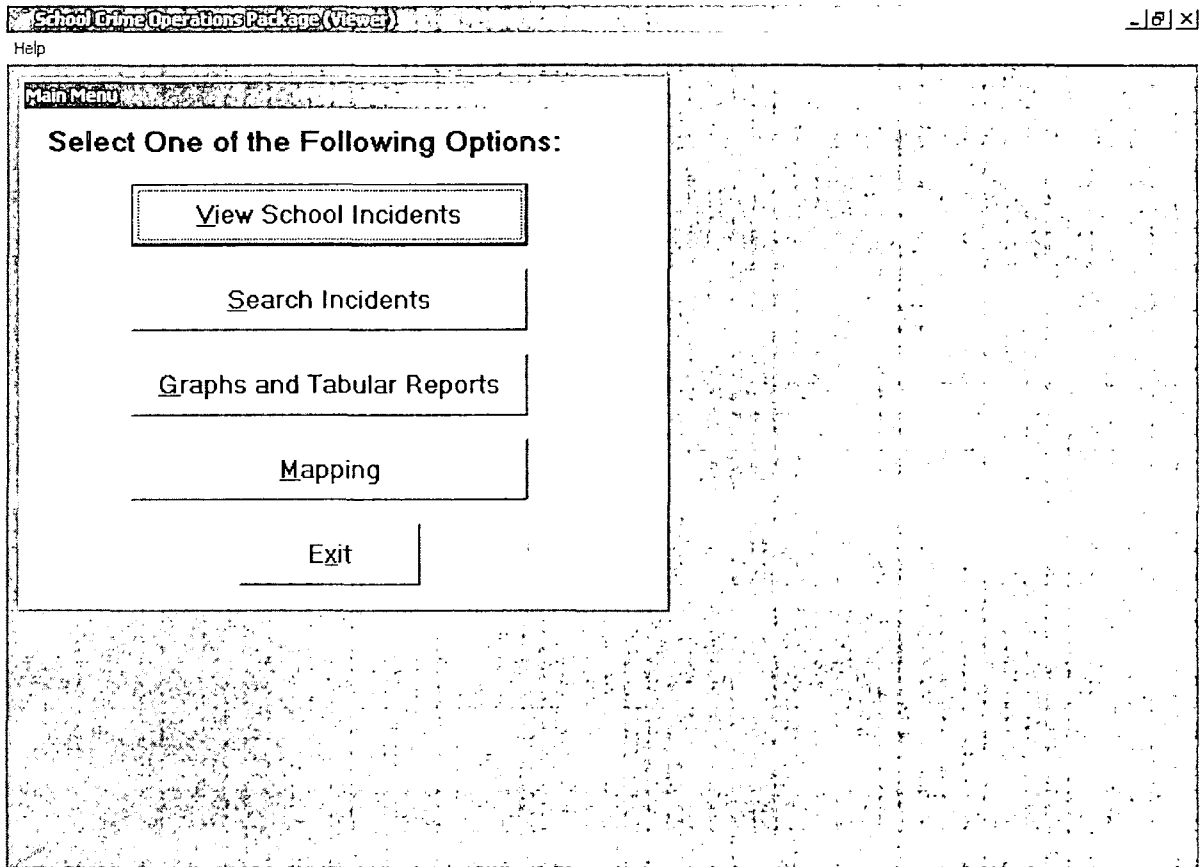 School Crime Operations Package (Viewer)
Help
Main Menu
Select One of the Following Options:
View School Incidents
Search Incidents
Graphs and Tabular Reports
Mapping
Exit